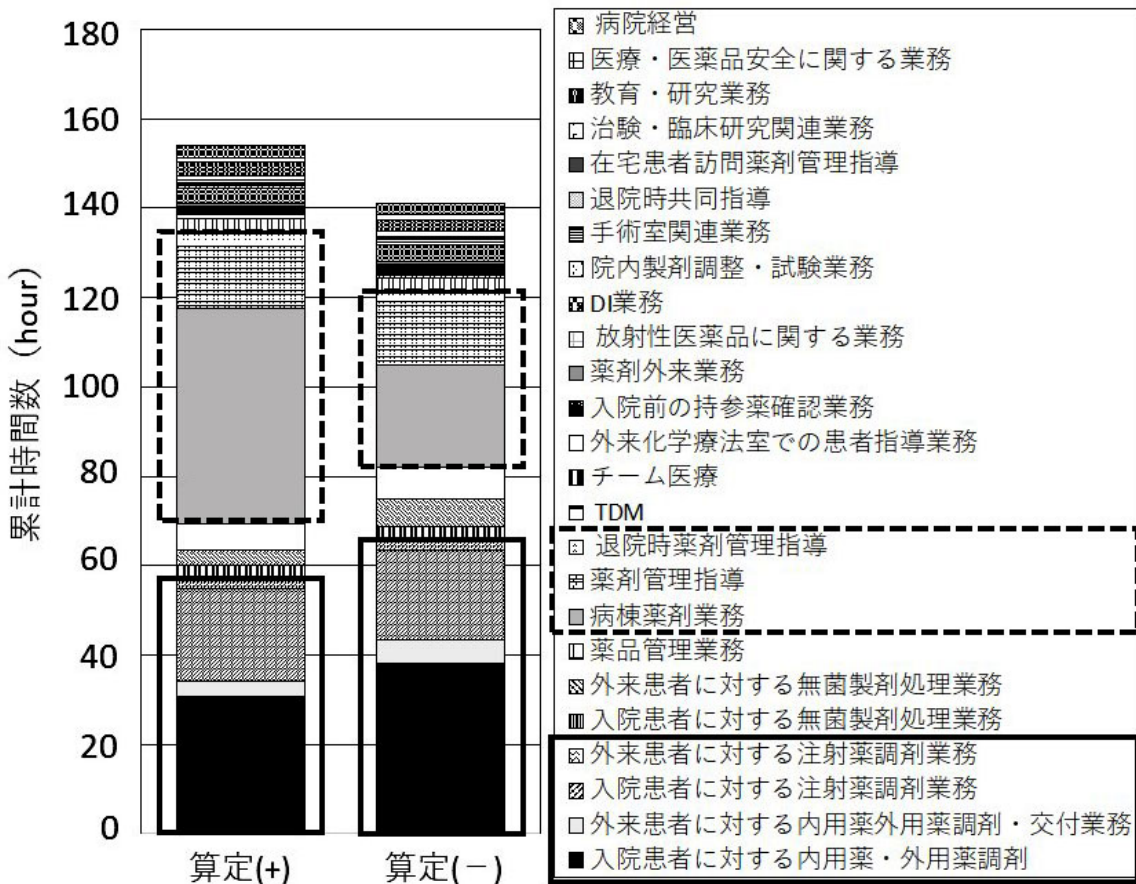 累計時間数 (hour)
180
160
140
120
100
80
60
40
20
0
算定(+)
算定(－)
病院経営
医療・医薬品安全に関する業務
教育・研究業務
治験・臨床研究関連業務
在宅患者訪問薬剤管理指導
退院時共同指導
手術室関連業務
院内製剤調整・試験業務
DI業務
放射性医薬品に関する業務
薬剤外来業務
入院前の持参薬確認業務
外来化学療法室での患者指導業務
チーム医療
TDM
退院時薬剤管理指導
薬剤管理指導
病棟薬剤業務
薬品管理業務
外来患者に対する無菌製剤処理業務
入院患者に対する無菌製剤処理業務
外来患者に対する注射薬調剤業務
入院患者に対する注射薬調剤業務
外来患者に対する内用薬外用薬調剤・交付業務
入院患者に対する内用薬・外用薬調剤